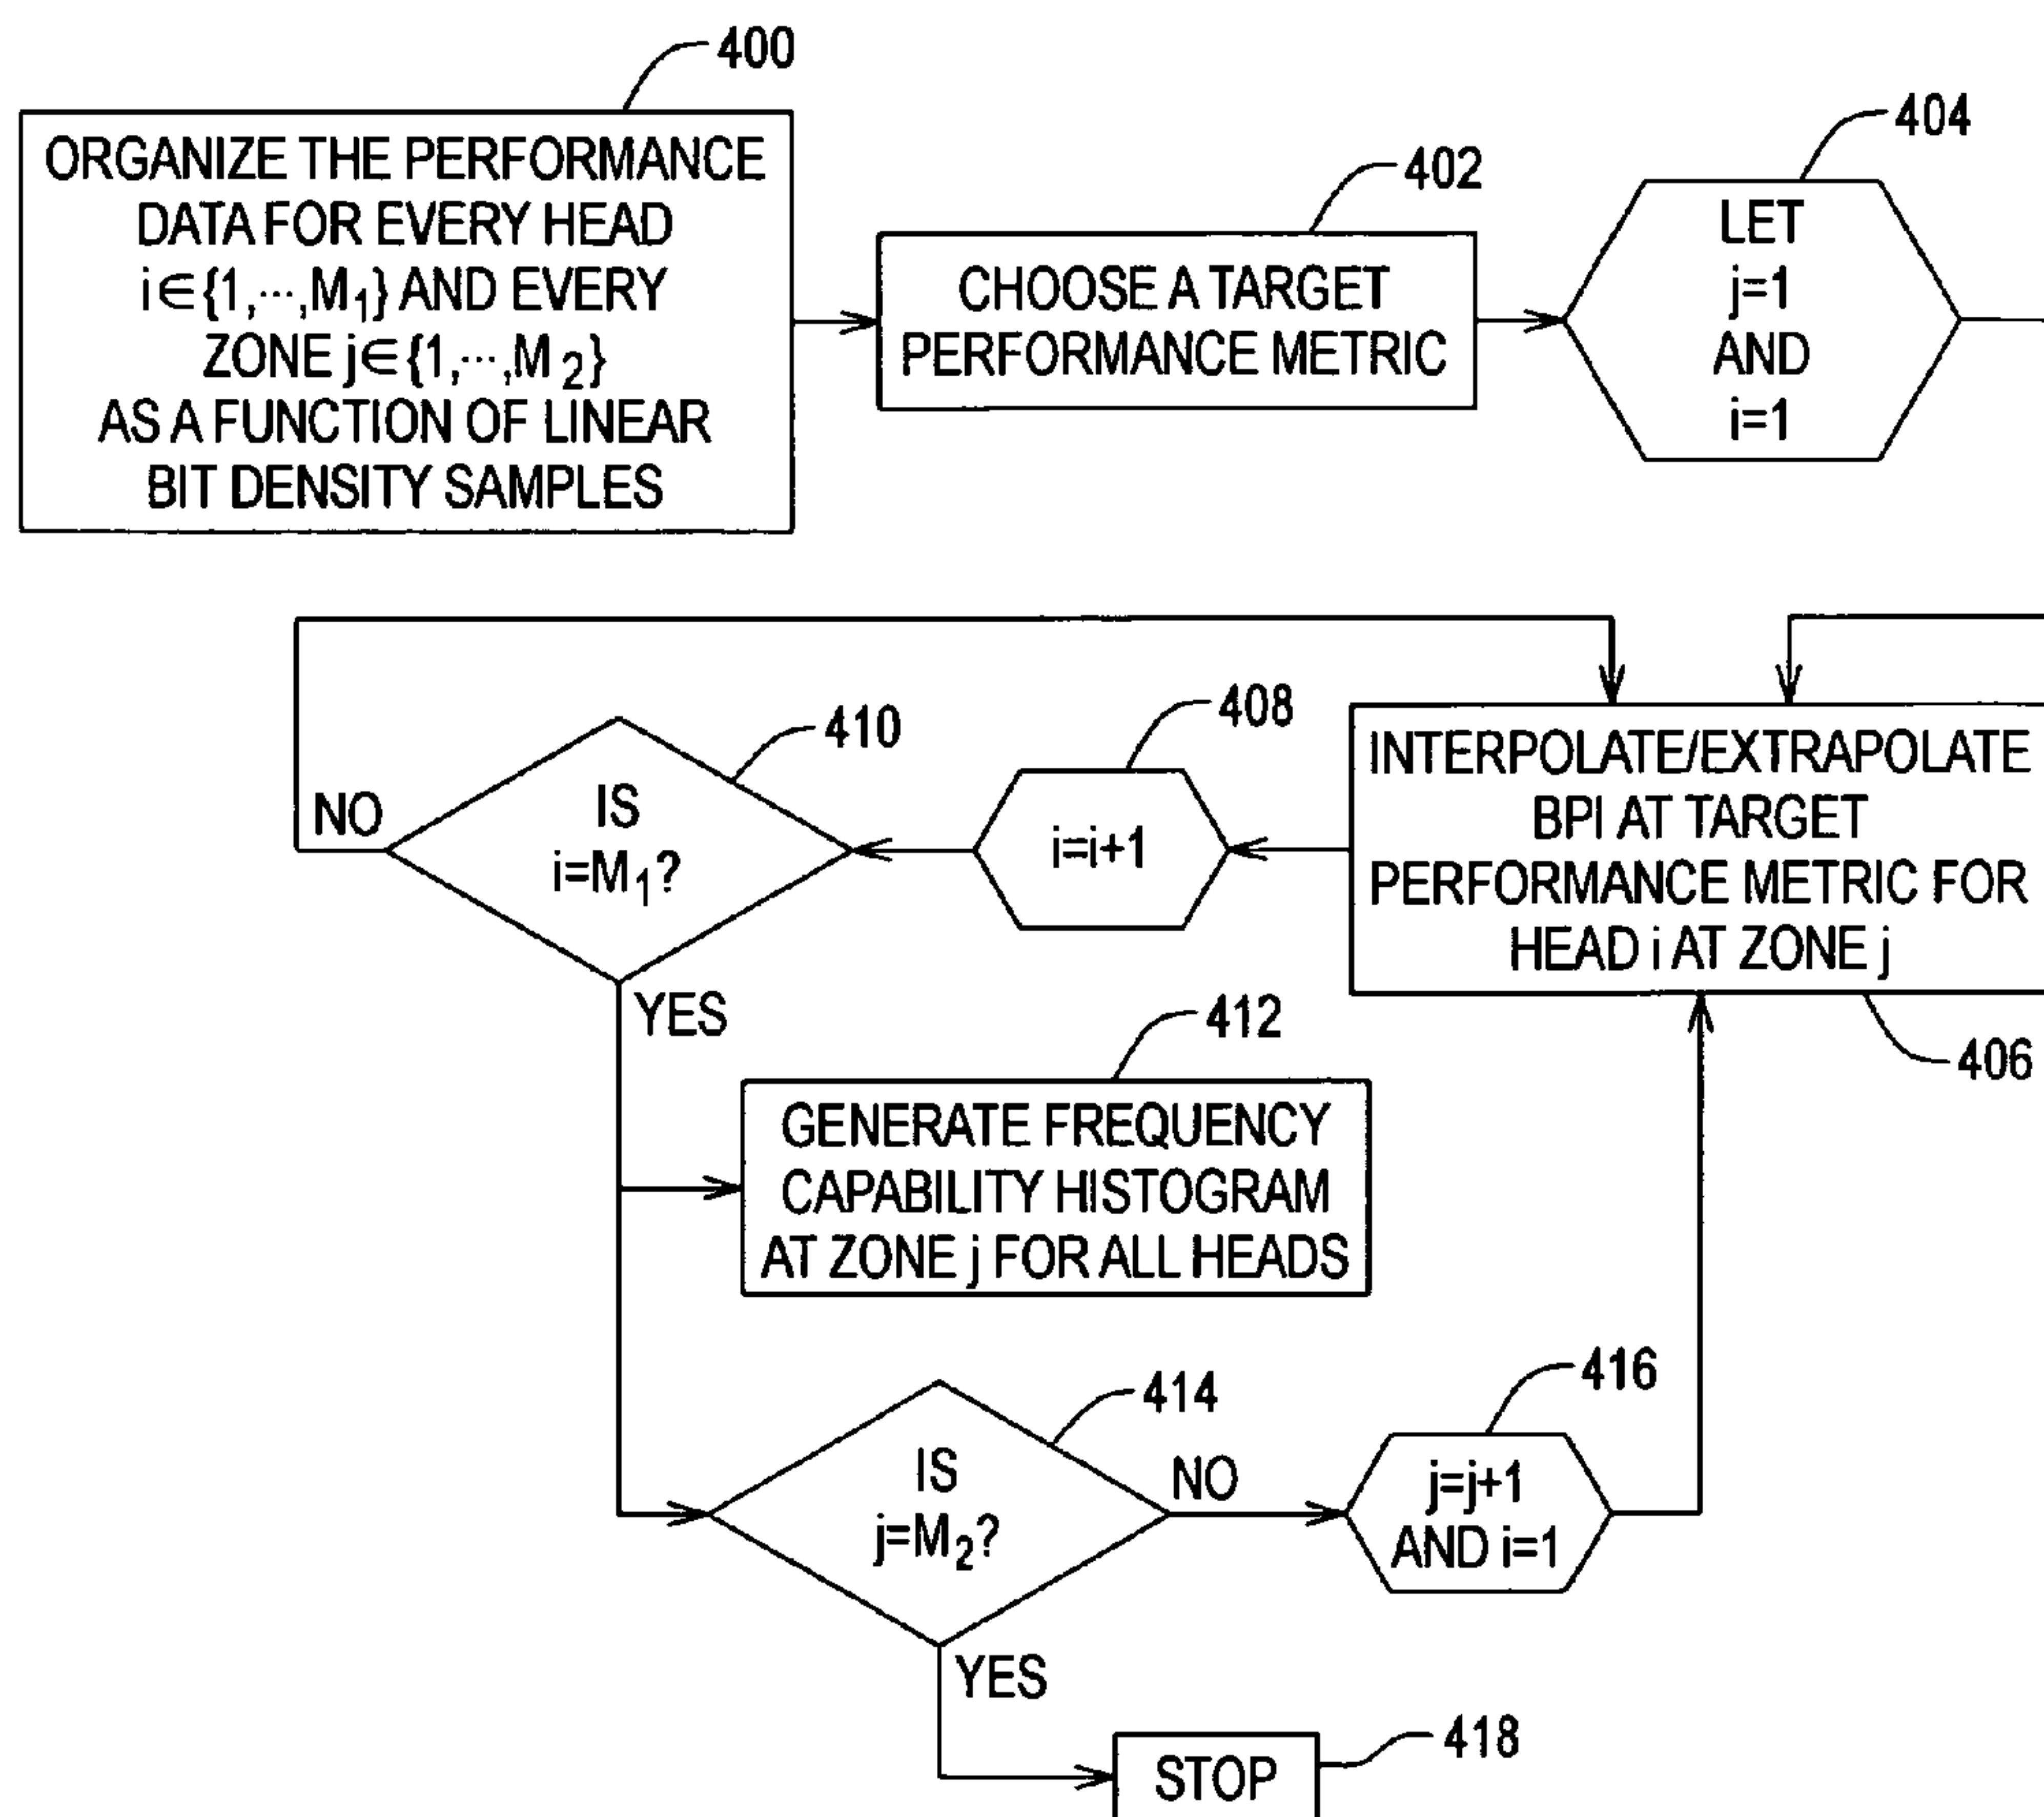 400
ORGANIZE THE PERFORMANCE
DATA FOR EVERY HEAD
i∈{1,···,M₁} AND EVERY
ZONE j∈{1,···,M₂}
AS A FUNCTION OF LINEAR
BIT DENSITY SAMPLES
402
CHOOSE A TARGET
PERFORMANCE METRIC
404
LET
j=1
AND
i=1
406
INTERPOLATE/EXTRAPOLATE
BPI AT TARGET
PERFORMANCE METRIC FOR
HEAD i AT ZONE j
408
i=i+1
410
IS
i=M₁?
NO
YES
412
GENERATE FREQUENCY
CAPABILITY HISTOGRAM
AT ZONE j FOR ALL HEADS
414
IS
j=M₂?
NO
416
j=j+1
AND i=1
YES
418
STOP